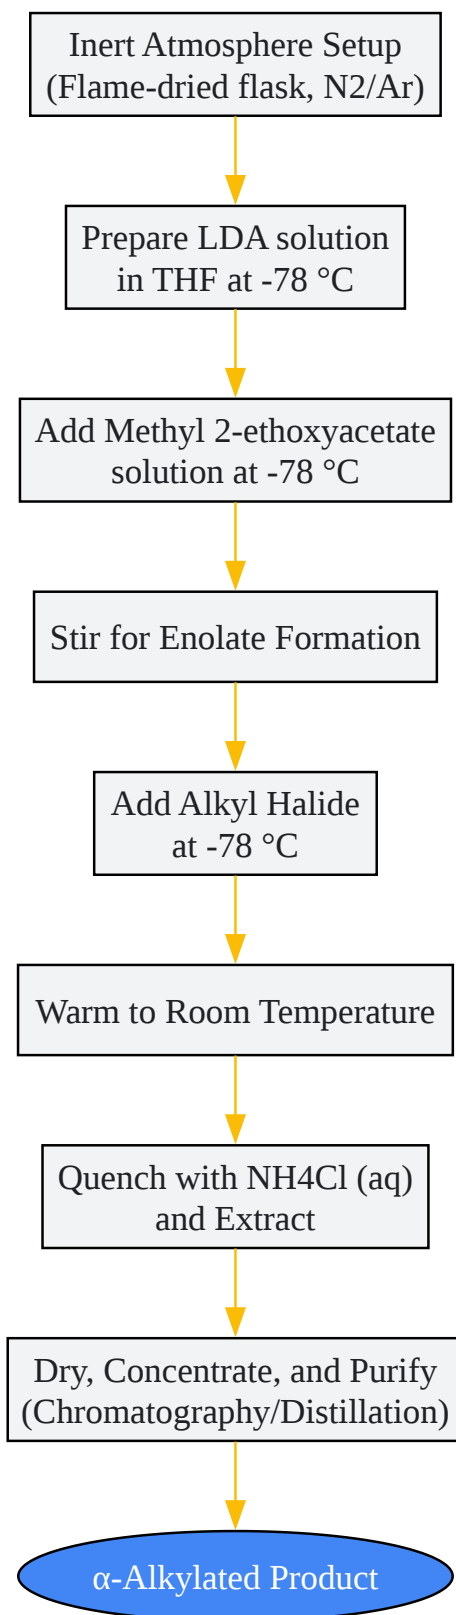 Inert Atmosphere Setup
(Flame-dried flask, N2/Ar)
Prepare LDA solution
in THF at -78 °C
Add Methyl 2-ethoxyacetate
solution at -78 °C
Stir for Enolate Formation
Add Alkyl Halide
at -78 °C
Warm to Room Temperature
Quench with NH4Cl (aq)
and Extract
Dry, Concentrate, and Purify
(Chromatography/Distillation)
α-Alkylated Product